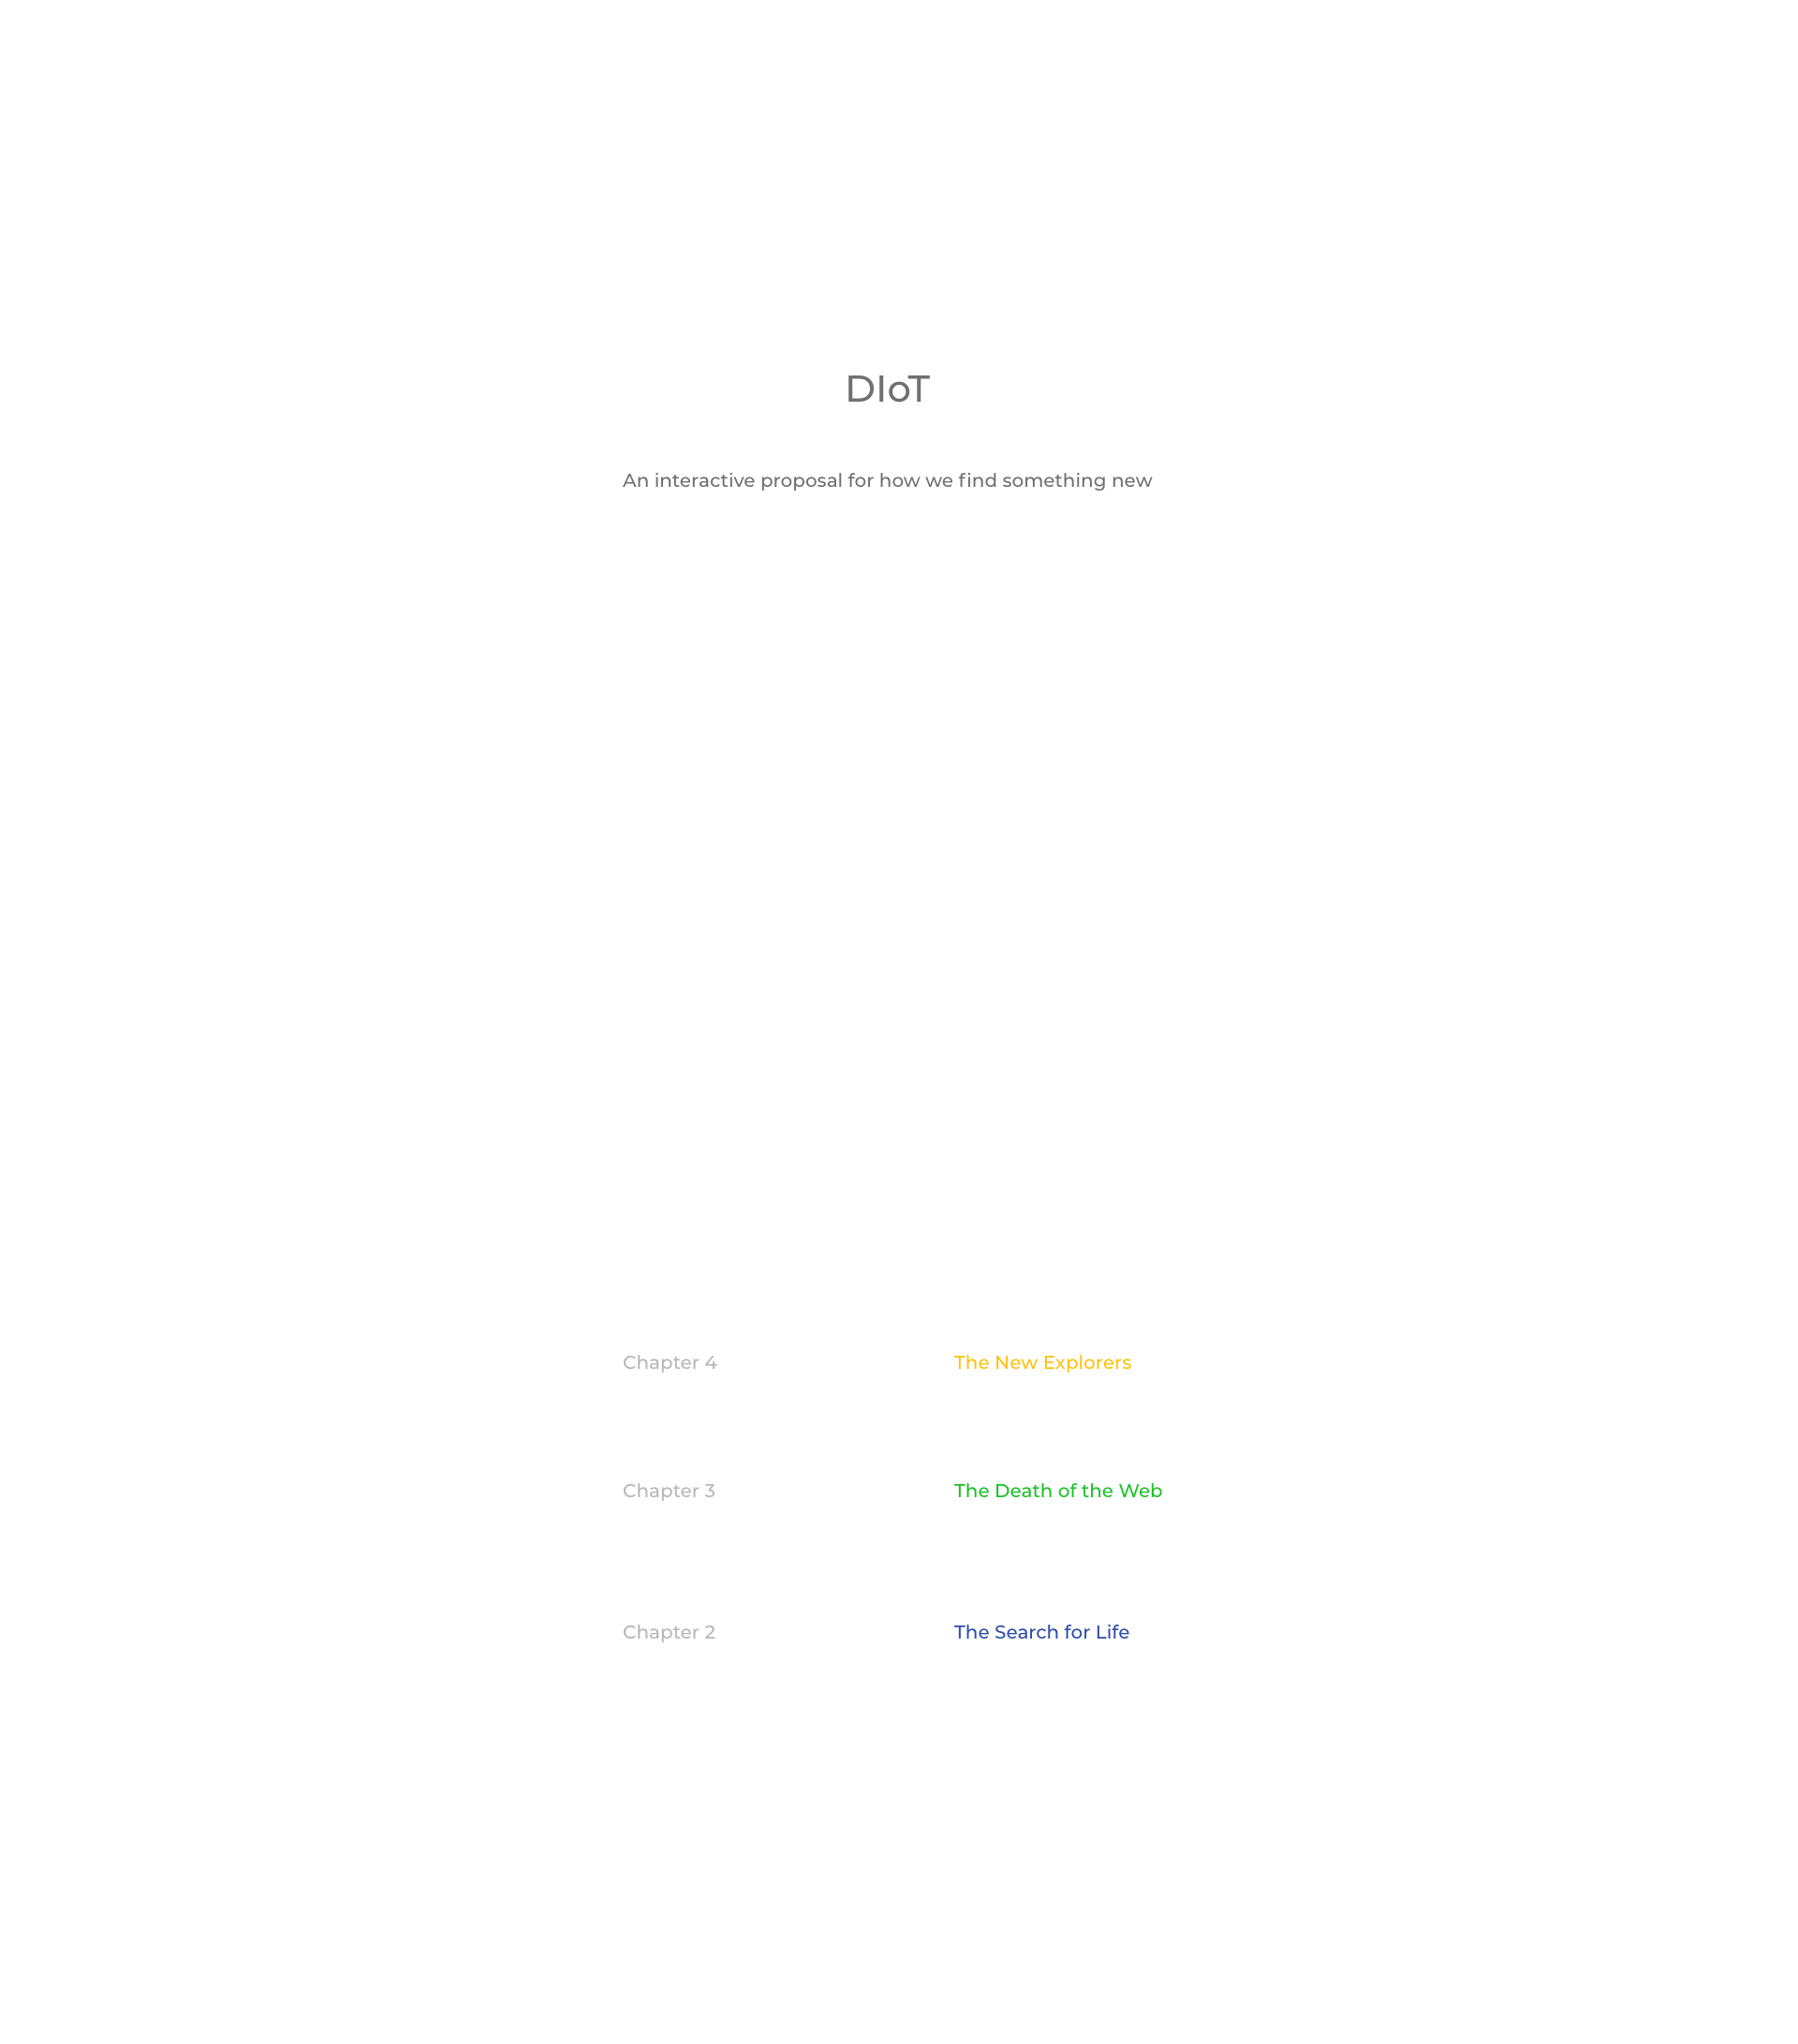 DIoT
An interactive proposal for how we find something new
Chapter 4 The New Explorers
Chapter 3 The Death of the Web
Chapter 2 The Search for Life